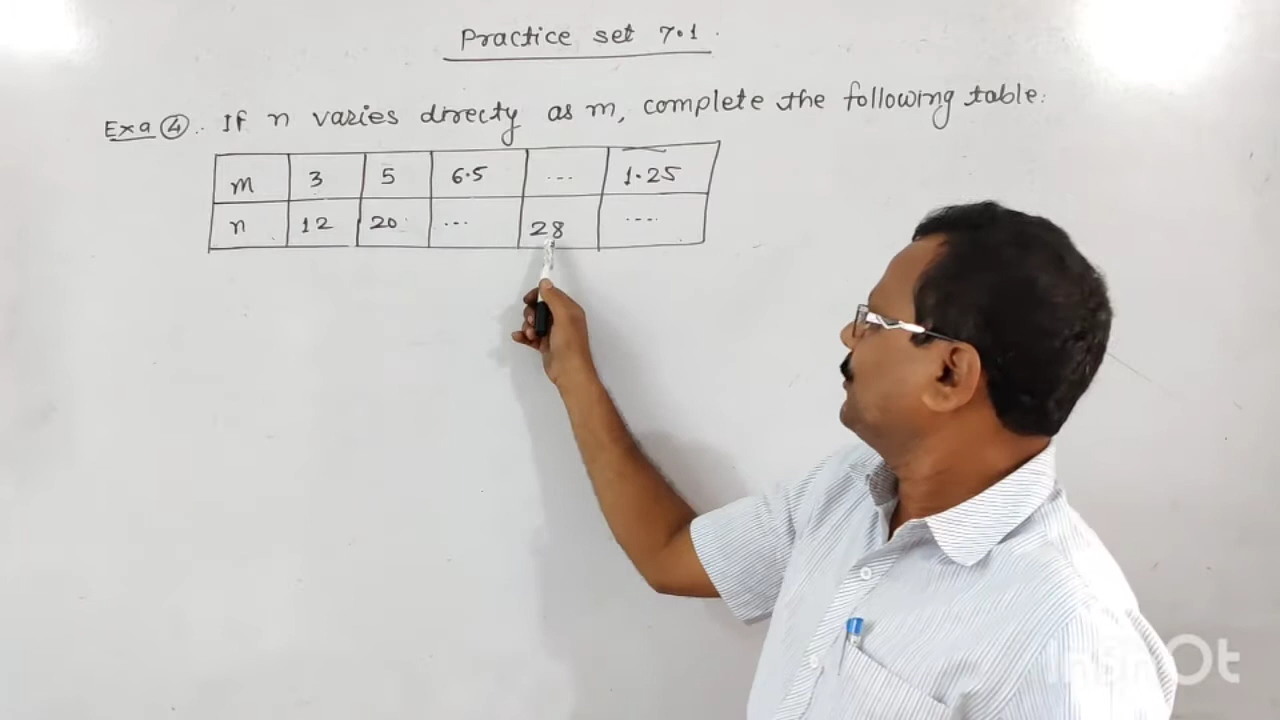 Practice set 7.1.
Exa ④. If n varies directy as m, complete the following table:
m 3 5 6.5 ... 1.25
n 12 20 ... 28 ....
InShOt